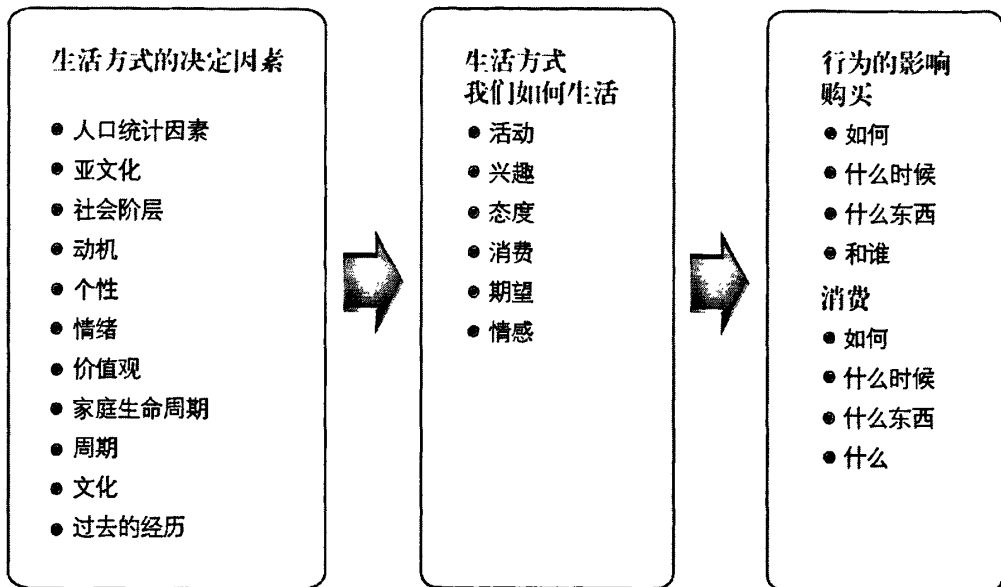 生活方式的决定因素
● 人口统计因素
● 亚文化
● 社会阶层
● 动机
● 个性
● 情绪
● 价值观
● 家庭生命周期
● 周期
● 文化
● 过去的经历
生活方式
我们如何生活
● 活动
● 兴趣
● 态度
● 消费
● 期望
● 情感
行为的影响
购买
● 如何
● 什么时候
● 什么东西
● 和谁
消费
● 如何
● 什么时候
● 什么东西
● 什么